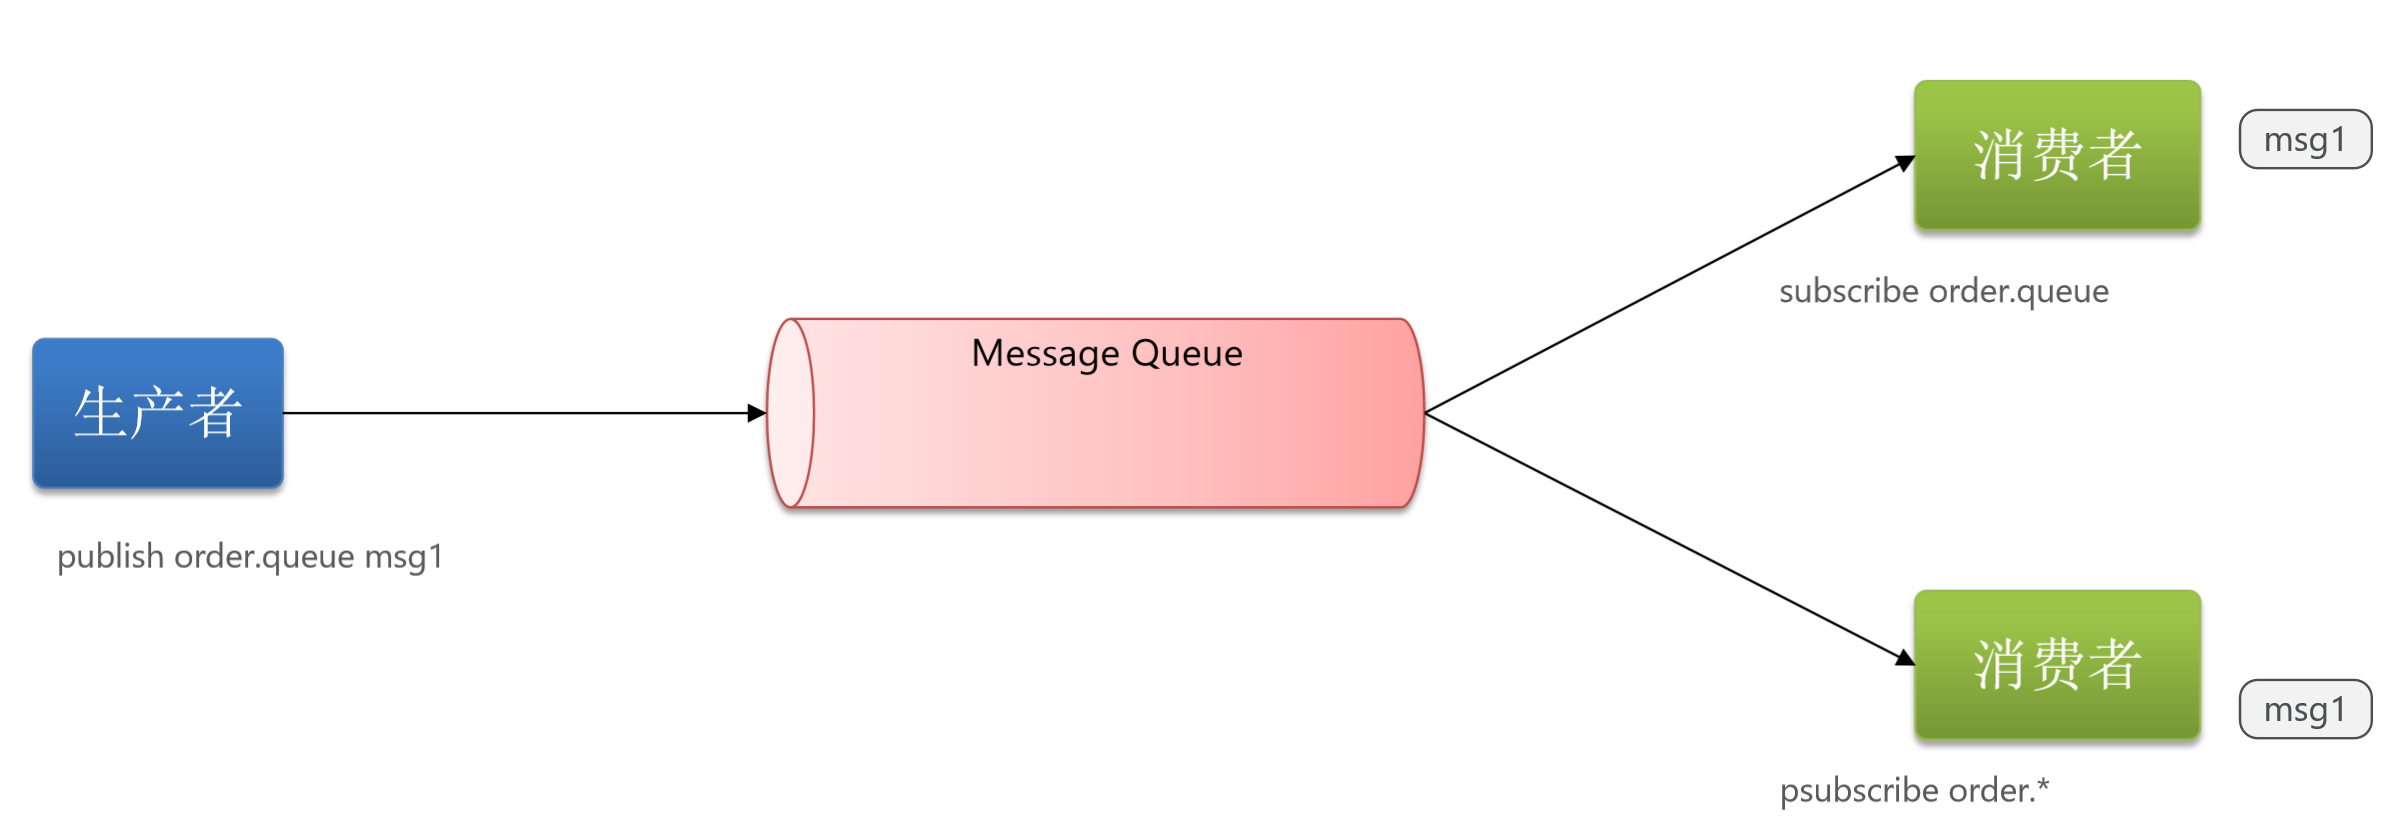 生产者
publish order.queue msg1
Message Queue
消费者
msg1
subscribe order.queue
消费者
msg1
psubscribe order.*